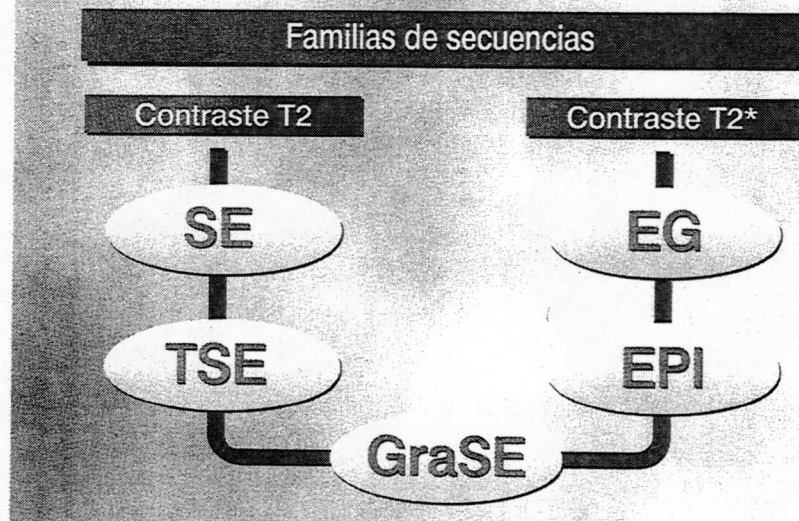 Familias de secuencias
Contraste T2
Contraste T2*
SE
EG
TSE
EPI
GraSE